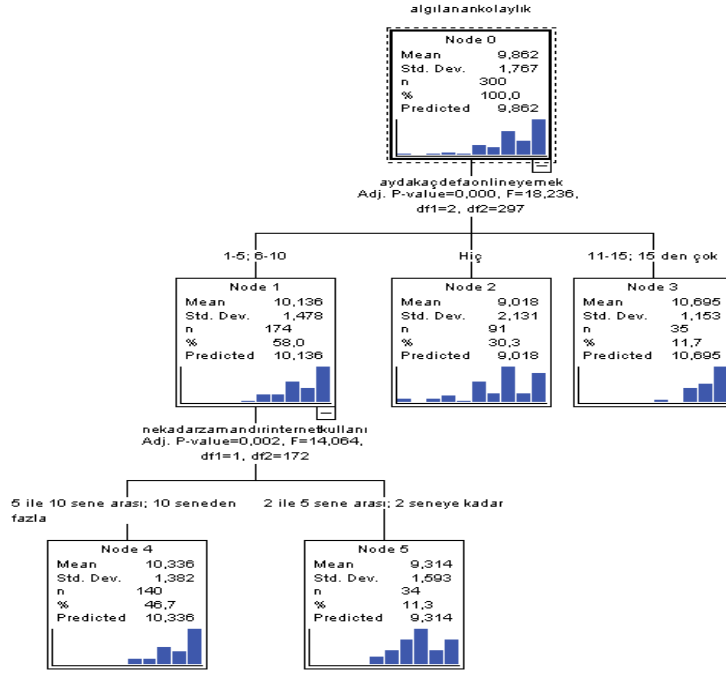 algılanankolaylık
Node 0
Mean 9,862
Std. Dev. 1,767
n 300
% 100,0
Predicted 9,862
aydakaçdefaonlineyemek
Adj. P-value=0,000, F=18,236,
df1=2, df2=297
1-5; 6-10
Hiç
11-15; 15 den çok
Node 1
Mean 10,136
Std. Dev. 1,478
n 174
% 58,0
Predicted 10,136
Node 2
Mean 9,018
Std. Dev. 2,131
n 91
% 30,3
Predicted 9,018
Node 3
Mean 10,695
Std. Dev. 1,153
n 35
% 11,7
Predicted 10,695
nekadarzamandırinternetkullanı
Adj. P-value=0,002, F=14,064,
df1=1, df2=172
5 ile 10 sene arası; 10 seneden
fazla
2 ile 5 sene arası; 2 seneye kadar
Node 4
Mean 10,336
Std. Dev. 1,382
n 140
% 46,7
Predicted 10,336
Node 5
Mean 9,314
Std. Dev. 1,593
n 34
% 11,3
Predicted 9,314